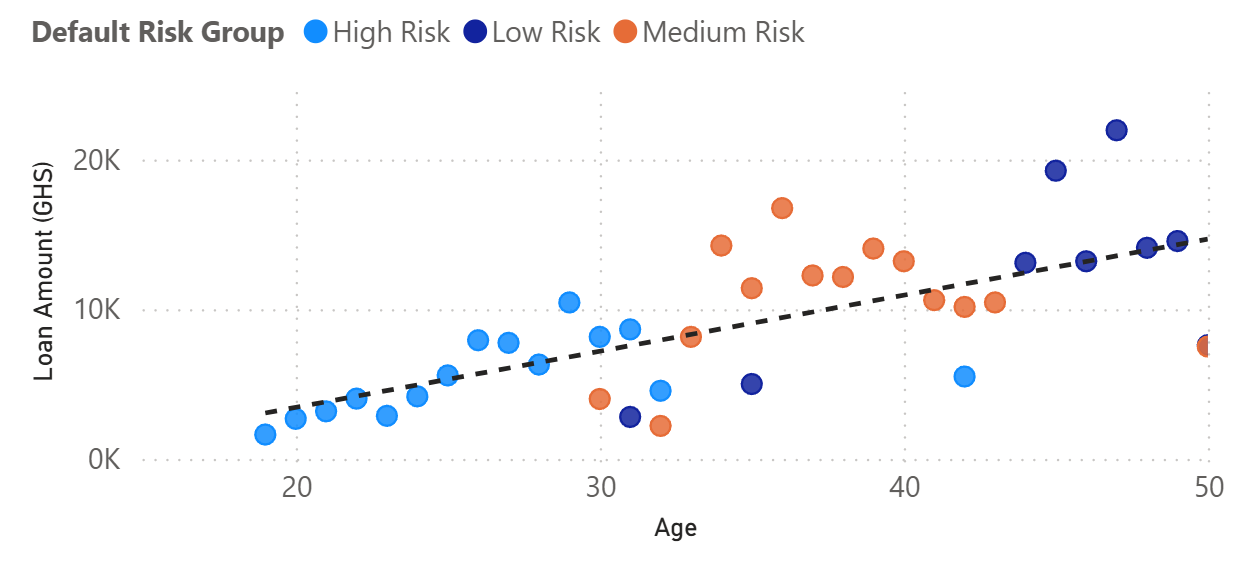 Default Risk Group High Risk Low Risk Medium Risk
20K
10K
0K
Loan Amount (GHS)
20 30 40 50
Age